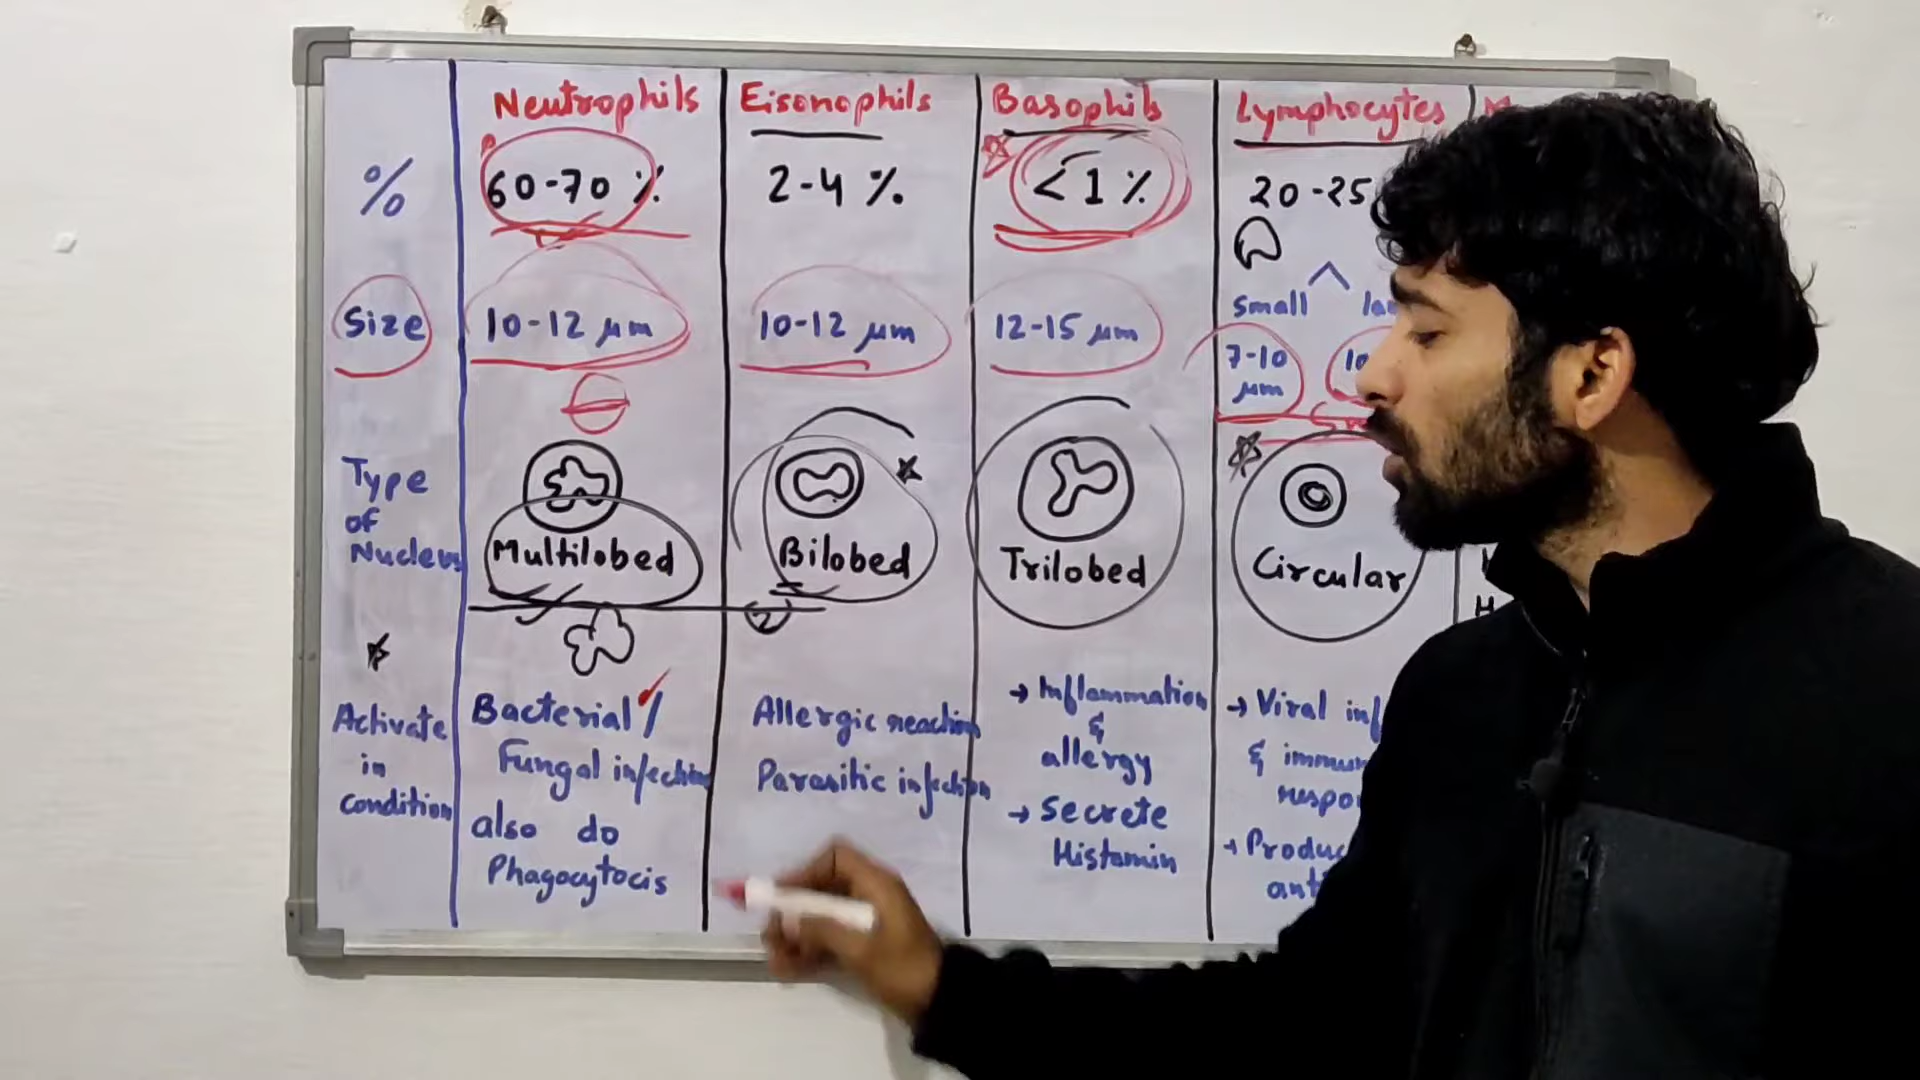 Neutrophils Eisonophils Basophils Lymphocytes
% 60-70 % 2-4 % <1 % 20-25
small
Size 10-12 μm 10-12 μm 12-15 μm 7-10 μm 10
Type of Nucleus Multilobed Bilobed Trilobed Circular
2
Activate in condition
Bacterial /
Fungal infection
also do
Phagocytocis
Allergic reaction
Parasitic infection
→ Inflammation
&
allergy
→ Secrete
Histamin
→ Viral inf
& immun
respo
→ Produc
ant